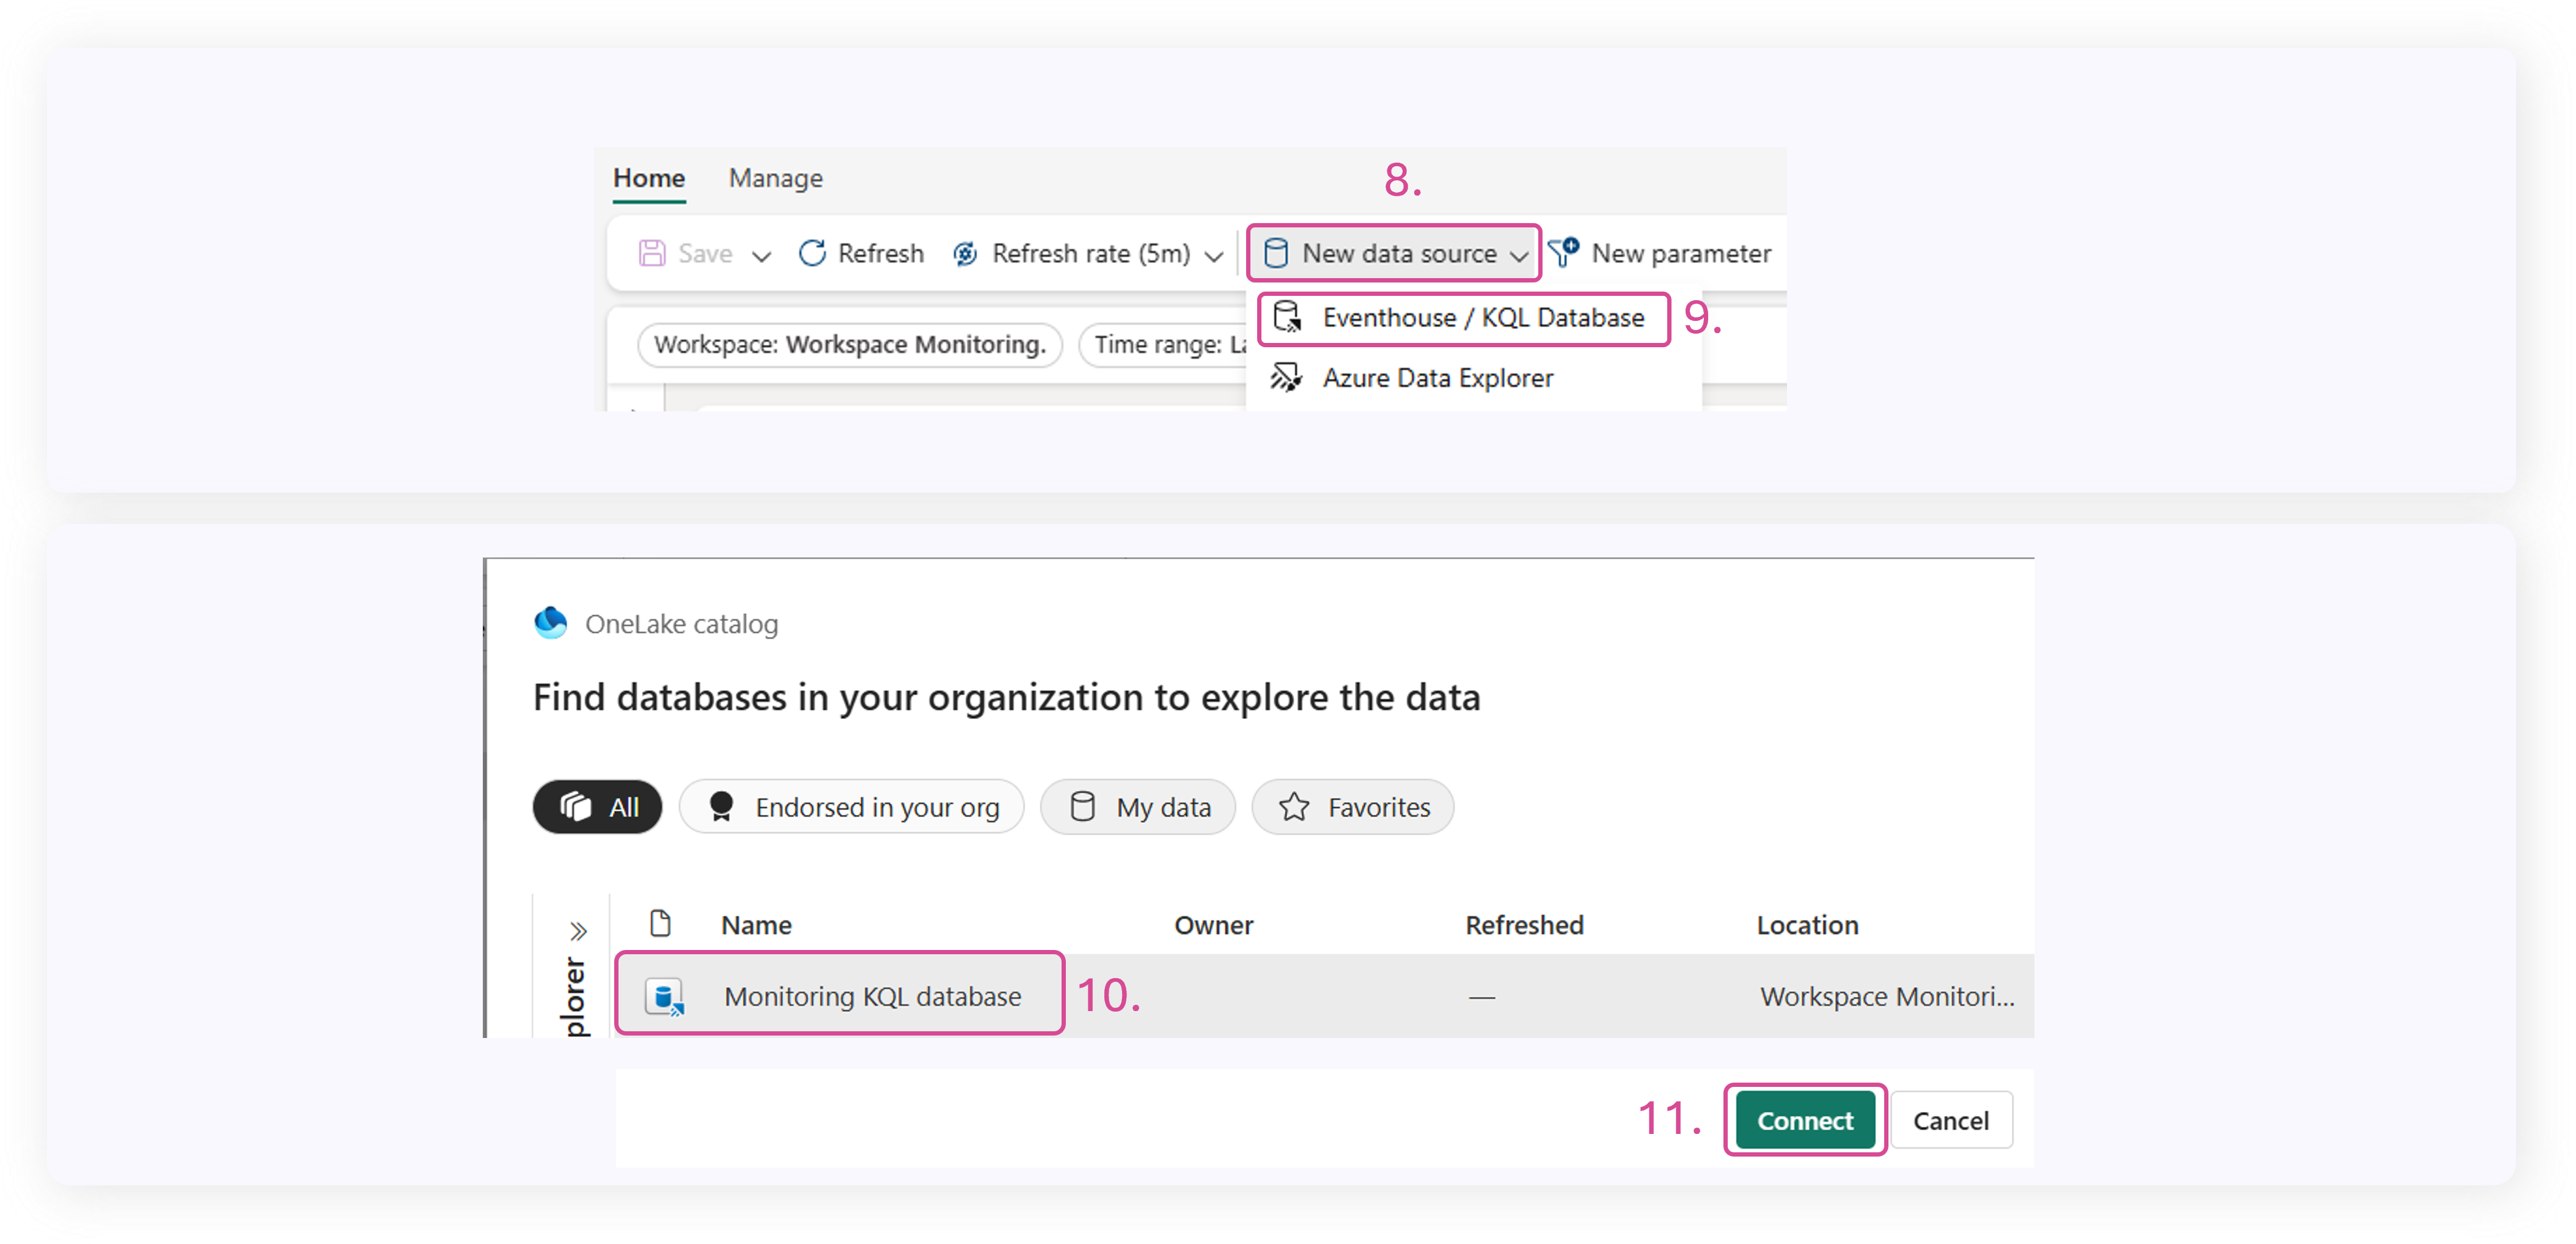 Home Manage 8.
Save Refresh Refresh rate (5m) New data source New parameter
Eventhouse / KQL Database 9.
Workspace: Workspace Monitoring. Time range: La
Azure Data Explorer
OneLake catalog
Find databases in your organization to explore the data
All Endorsed in your org My data Favorites
Name Owner Refreshed Location
plorer
Monitoring KQL database 10. — Workspace Monitori...
11. Connect Cancel